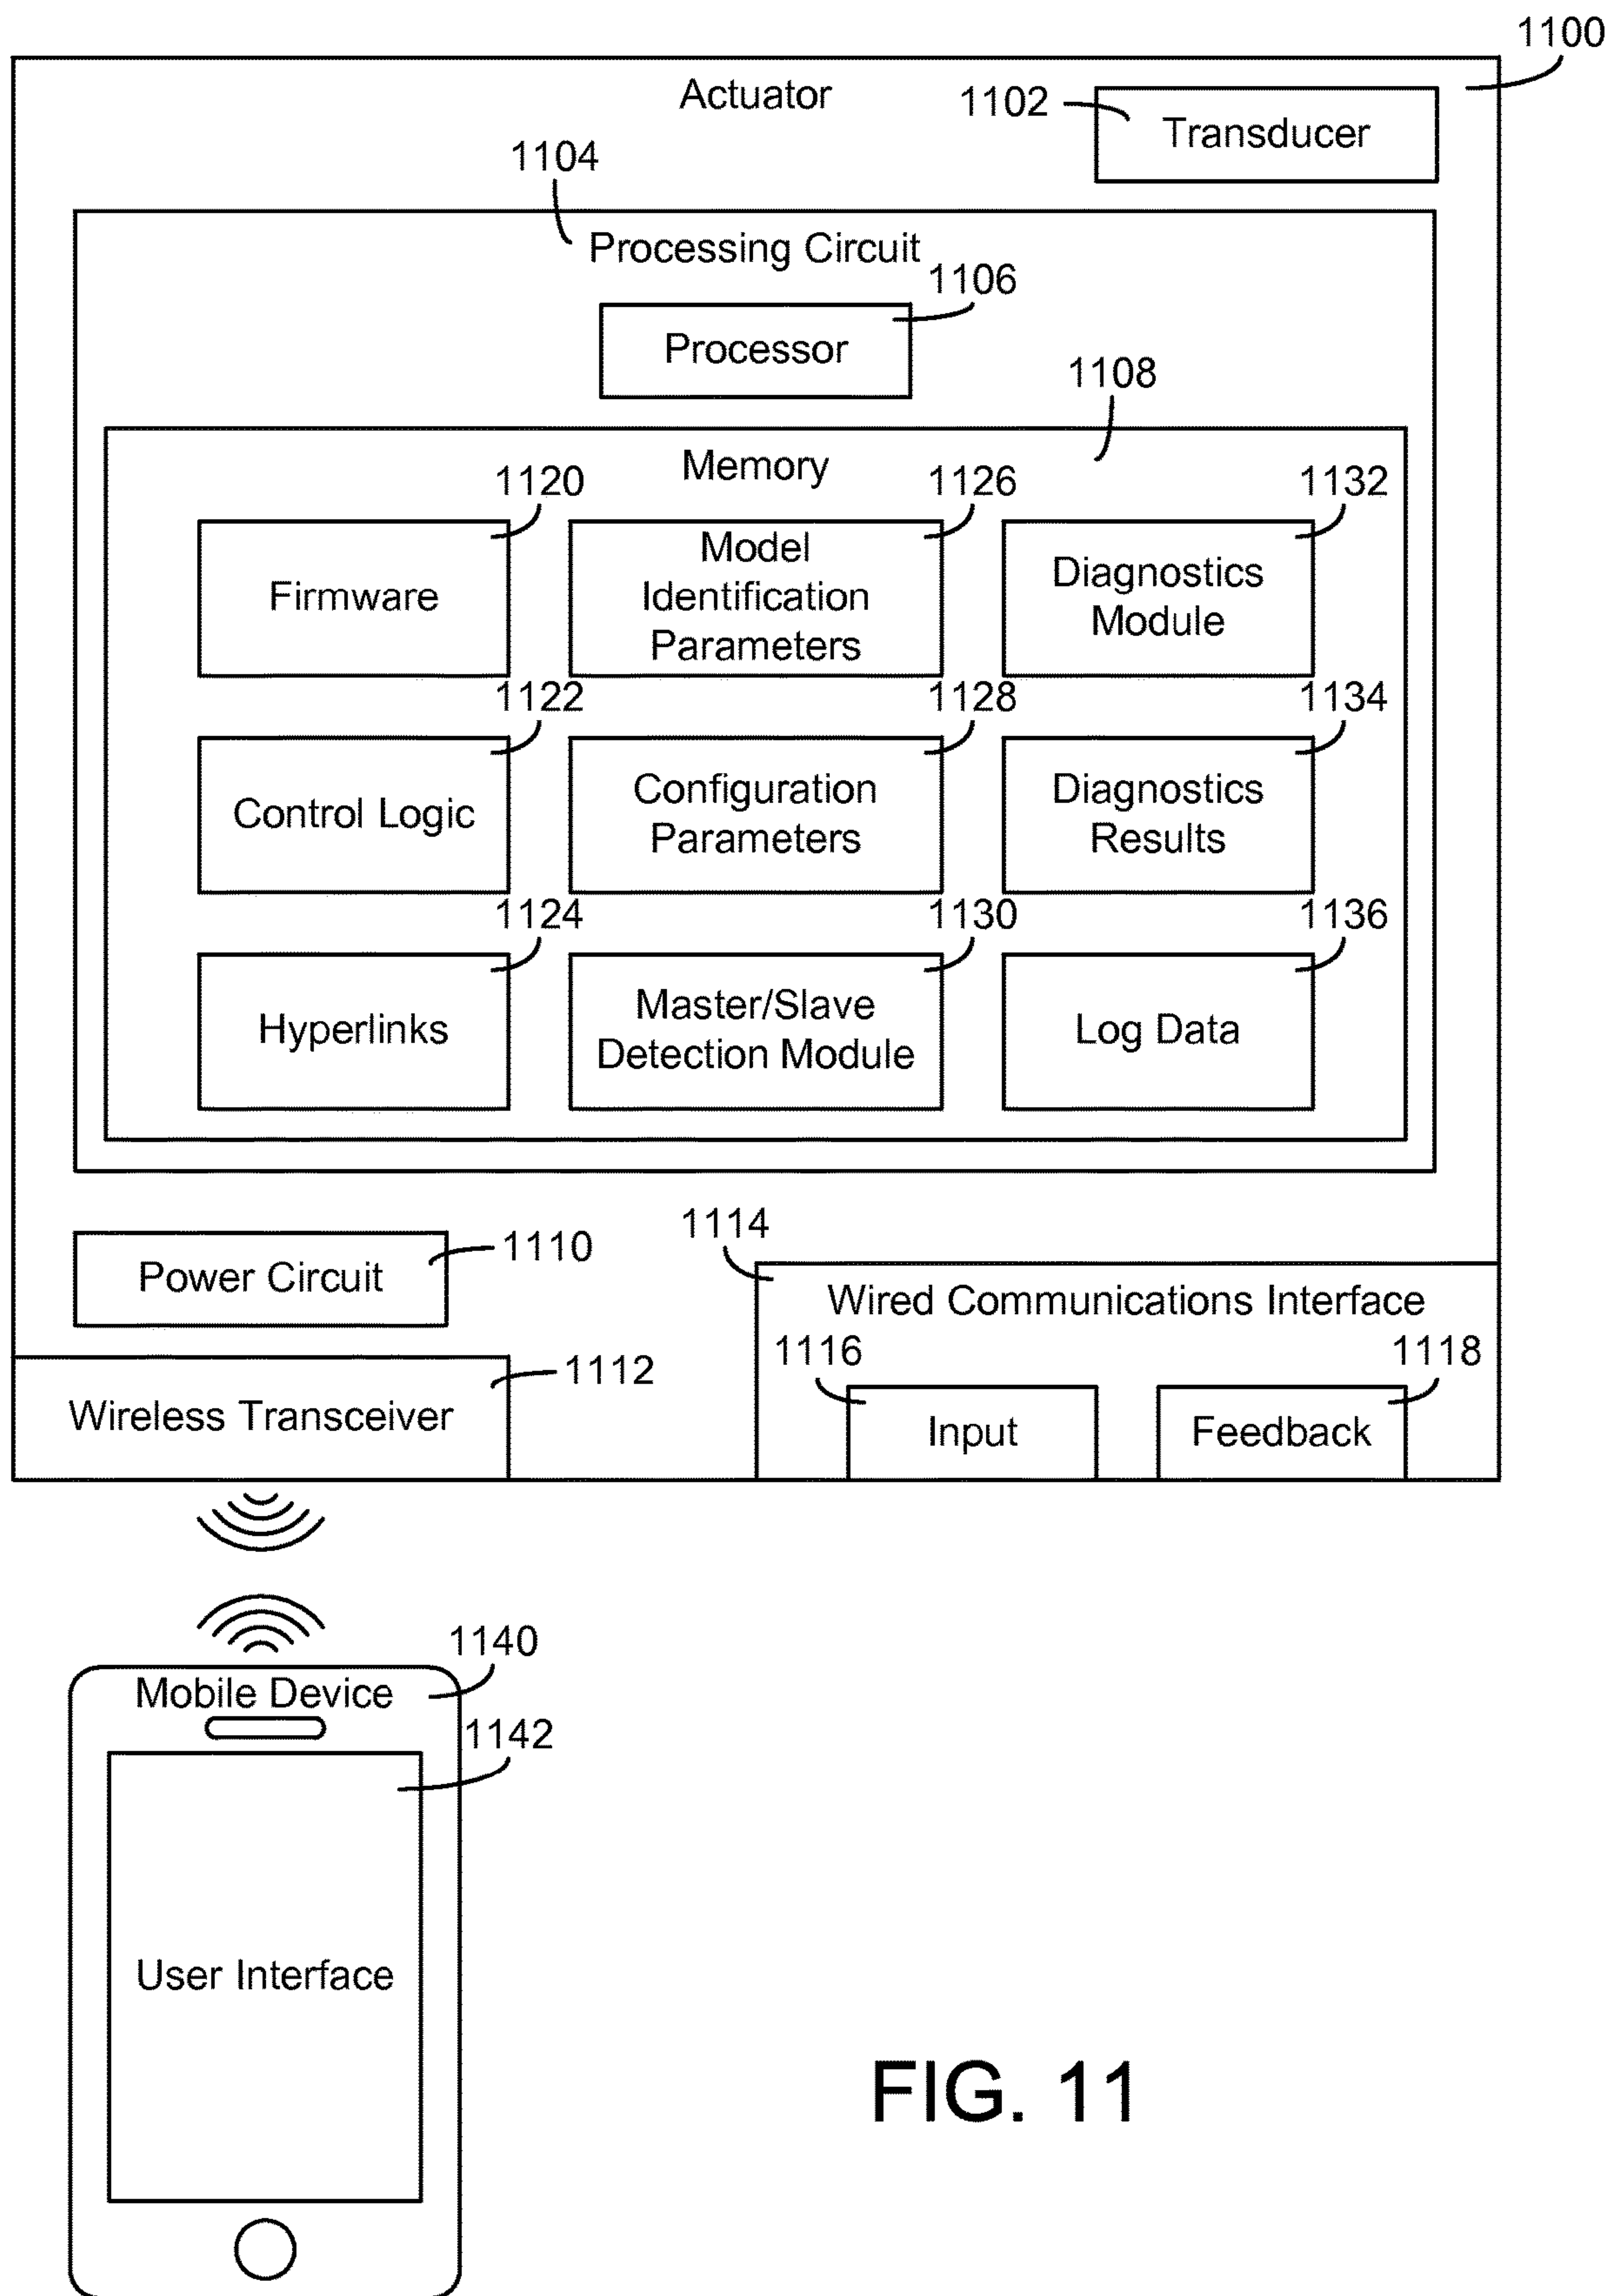 1100
Actuator
1102
Transducer
1104
Processing Circuit
1106
Processor
1108
Memory
1120
1126
1132
Firmware
Model
Identification
Parameters
Diagnostics
Module
1122
1128
1134
Control Logic
Configuration
Parameters
Diagnostics
Results
1124
1130
1136
Hyperlinks
Master/Slave
Detection Module
Log Data
1110
Power Circuit
1114
Wired Communications Interface
1112
Wireless Transceiver
1116
Input
1118
Feedback
1140
Mobile Device
1142
User Interface
FIG. 11